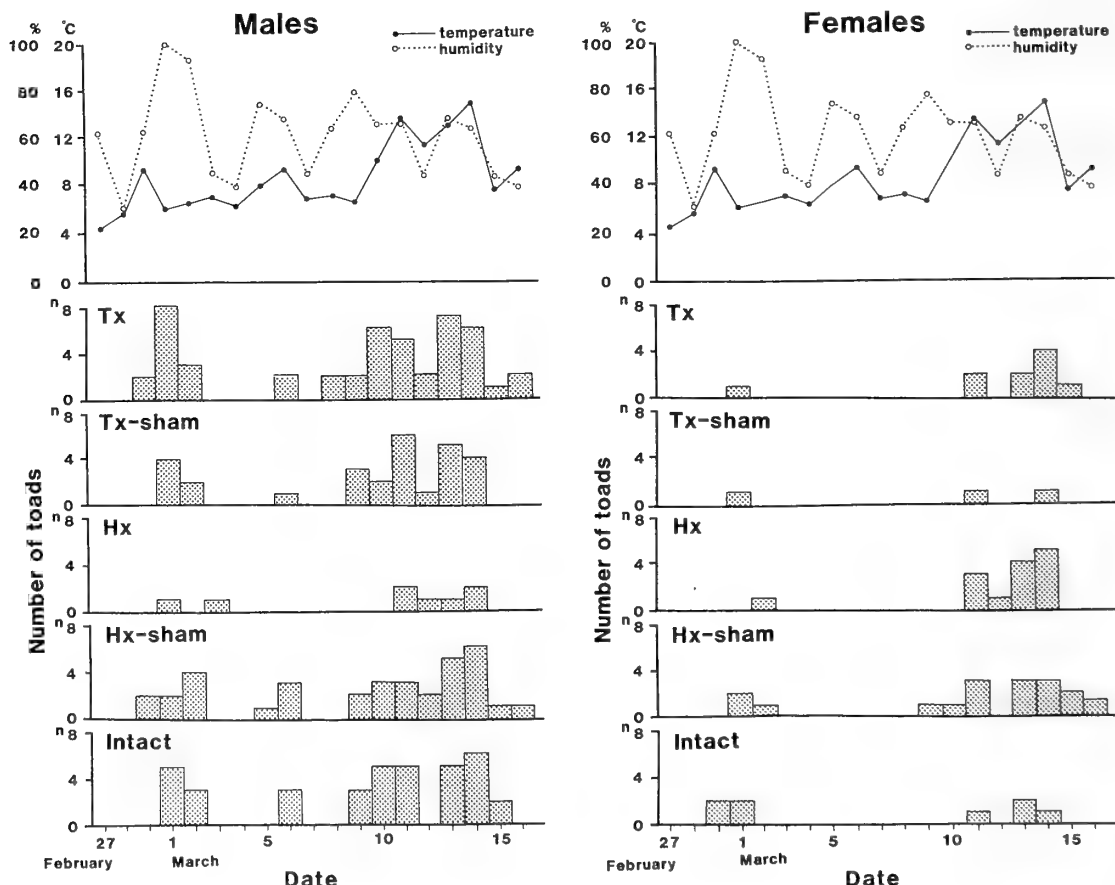 Males
% °C
temperature
humidity
100 20
80 16
60 12
40 8
20 4
0 0
n
8 Tx
4
0
n
8 Tx-sham
4
0
n
8 Hx
4
0
n
8 Hx-sham
4
0
n
8 Intact
4
0
Number of toads
27 1 5 10 15
February March
Date
Females
% °C
temperature
humidity
100 20
80 16
60 12
40 8
20 4
0 0
n
8 Tx
4
0
n
8 Tx-sham
4
0
n
8 Hx
4
0
n
8 Hx-sham
4
0
n
8 Intact
4
0
Number of toads
27 1 5 10 15
February March
Date